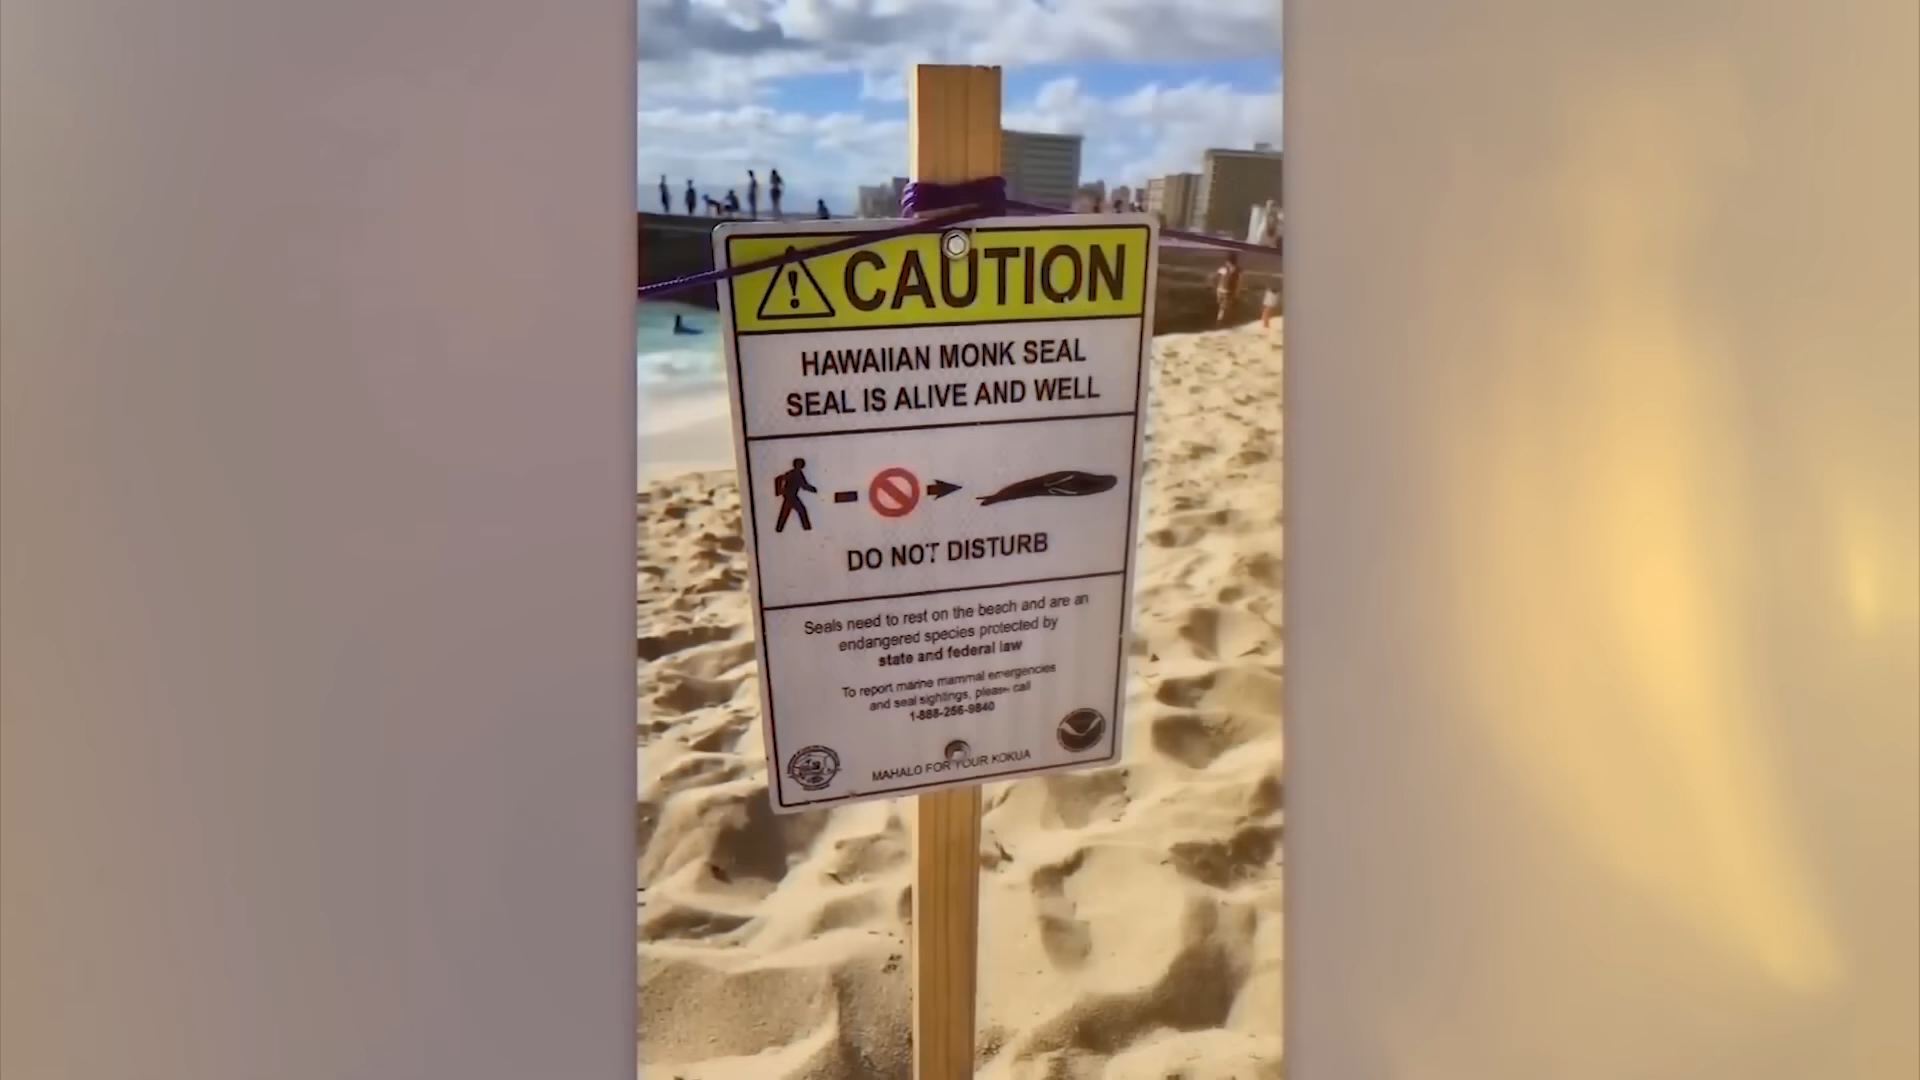 CAUTION
HAWAIIAN MONK SEAL
SEAL IS ALIVE AND WELL
DO NOT DISTURB
Seals need to rest on the beach and are an
endangered species protected by
state and federal law
To report marine mammal emergencies
and seal sightings, please call
1-888-256-9840
MAHALO FOR YOUR KOKUA